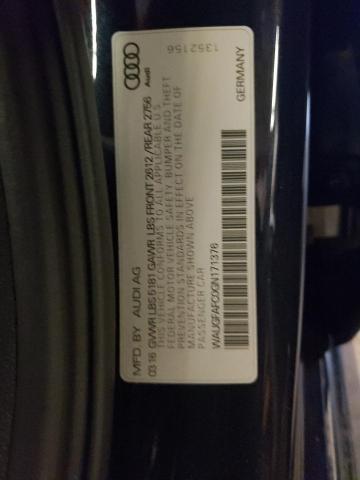 MFD. BY AUDI AG
Audi
03.16 GVWR LBS 5181 GAWR LBS FRONT 2612 / REAR 2756
THIS VEHICLE CONFORMS TO ALL APPLICABLE U.S.
FEDERAL MOTOR VEHICLE SAFETY, BUMPER AND THEFT
PREVENTION STANDARDS IN EFFECT ON THE DATE OF
MANUFACTURE SHOWN ABOVE
PASSENGER CAR
WAUGFAFC0GN171376
GERMANY
1352156